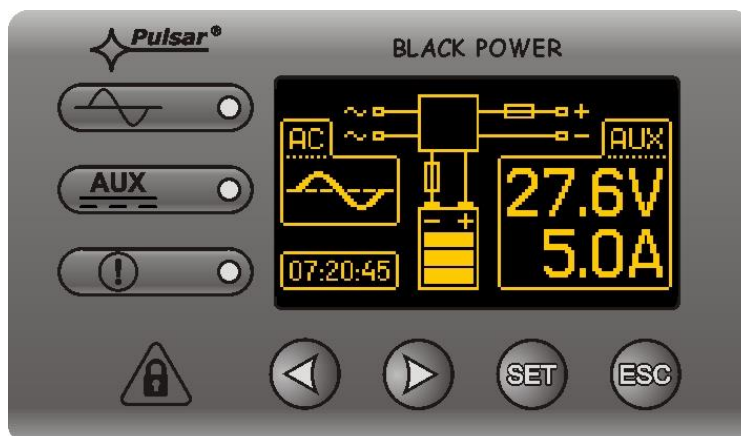 Pulsar®
BLACK POWER
AC
~
~
+
−
AUX
AUX
27.6V
5.0A
− +
07:20:45
!
SET
ESC